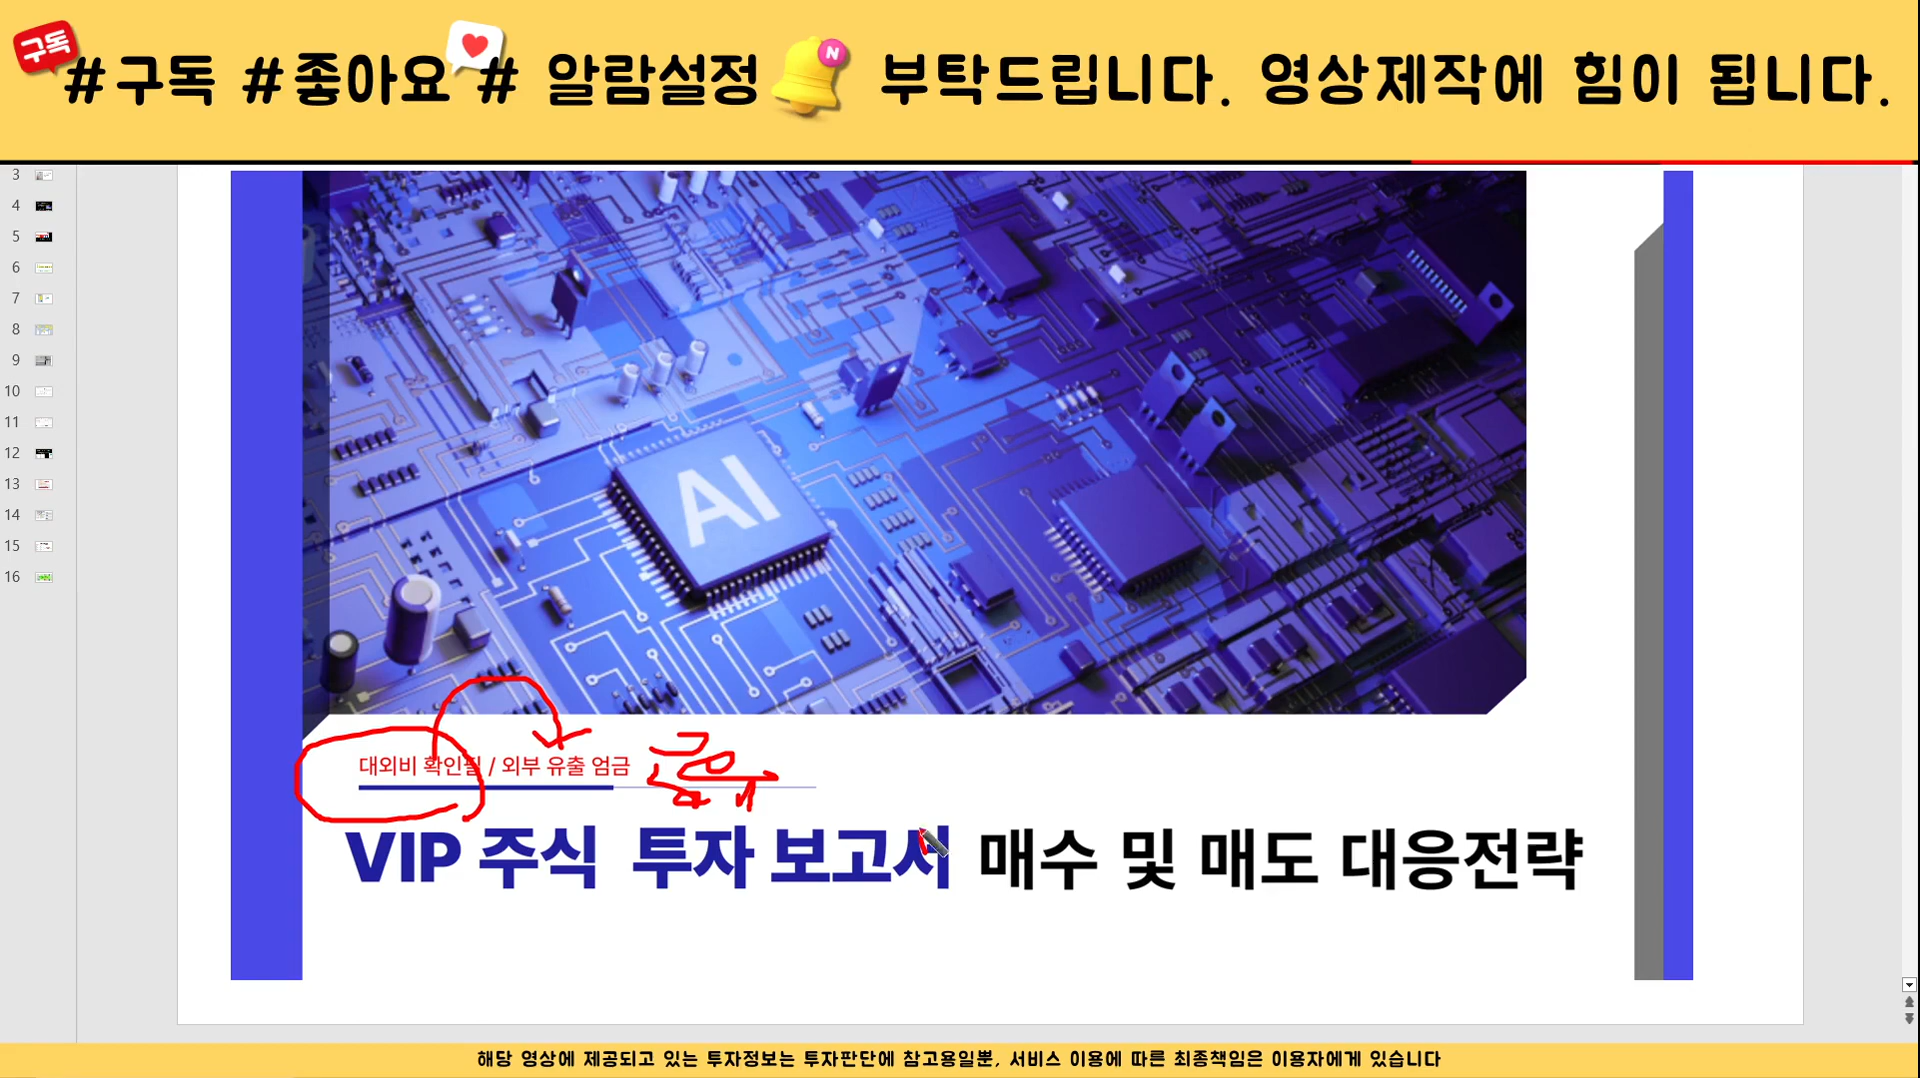 구독
#구독 #좋아요 # 알람설정 N 부탁드립니다. 영상제작에 힘이 됩니다.
3
4
5
6
7
8
9
10
11
12
13
14
15
16
AI
대외비 확인필 / 외부 유출 엄금
VIP 주식 투자 보고서 매수 및 매도 대응전략
해당 영상에 제공되고 있는 투자정보는 투자판단에 참고용일뿐, 서비스 이용에 따른 최종책임은 이용자에게 있습니다